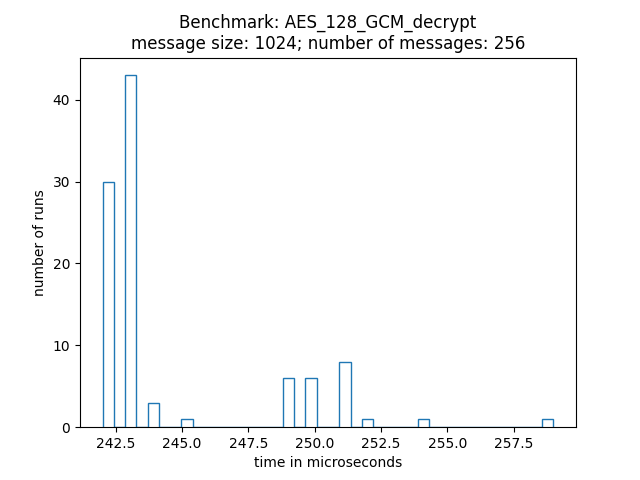 Benchmark: AES_128_GCM_decrypt
message size: 1024; number of messages: 256
40
30
20
10
0
number of runs
242.5 245.0 247.5 250.0 252.5 255.0 257.5
time in microseconds